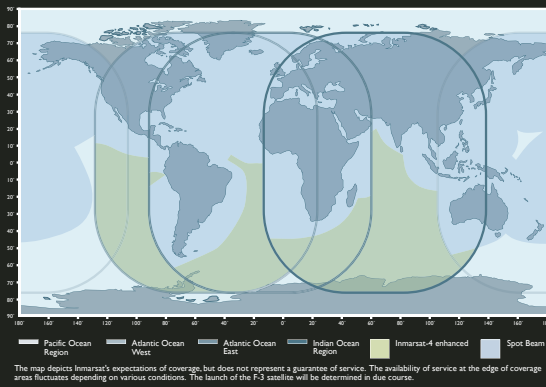 90˚
80˚
70˚
60˚
50˚
40˚
30˚
20˚
10˚
0˚
10˚
20˚
30˚
40˚
50˚
60˚
70˚
80˚
90˚
180˚ 160˚ 140˚ 120˚ 100˚ 80˚ 60˚ 40˚ 20˚ 0˚ 20˚ 40˚ 60˚ 80˚ 100˚ 120˚ 140˚ 160˚
Pacific Ocean Region
Atlantic Ocean West
Atlantic Ocean East
Indian Ocean Region
Inmarsat-4 enhanced
Spot Beam
The map depicts Inmarsat's expectations of coverage, but does not represent a guarantee of service. The availability of service at the edge of coverage
areas fluctuates depending on various conditions. The launch of the F-3 satellite will be determined in due course.